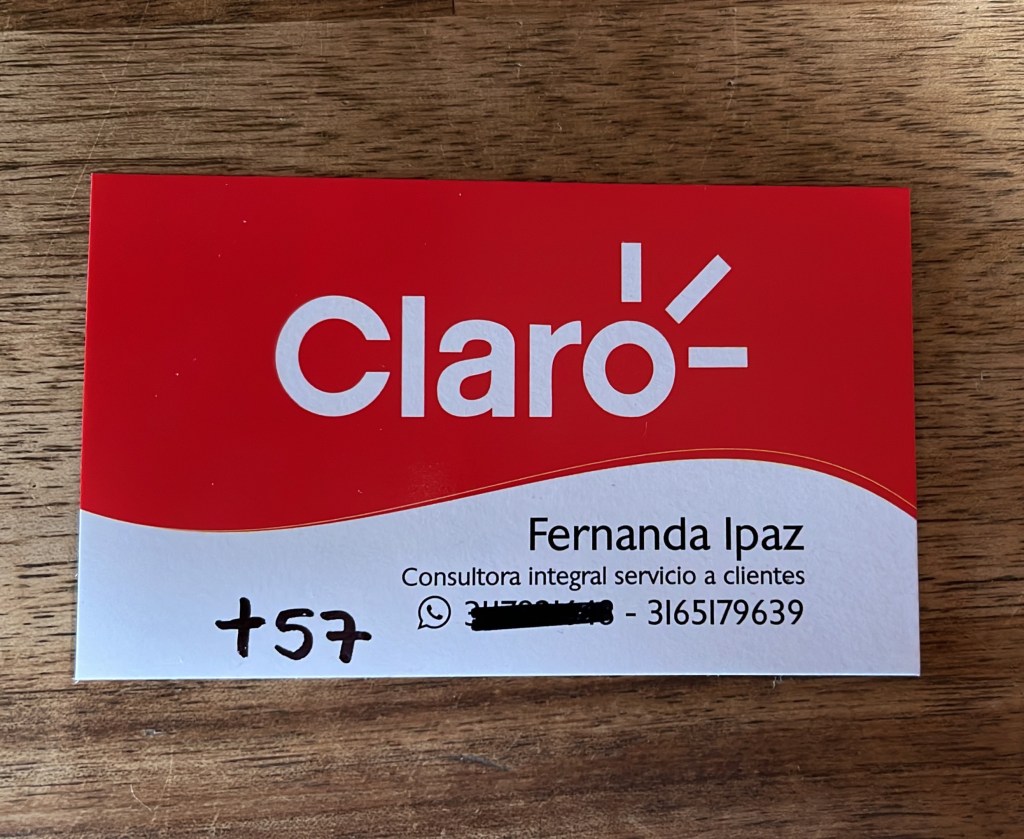 Claro
Fernanda Ipaz
Consultora integral servicio a clientes
- 3165179639
+57